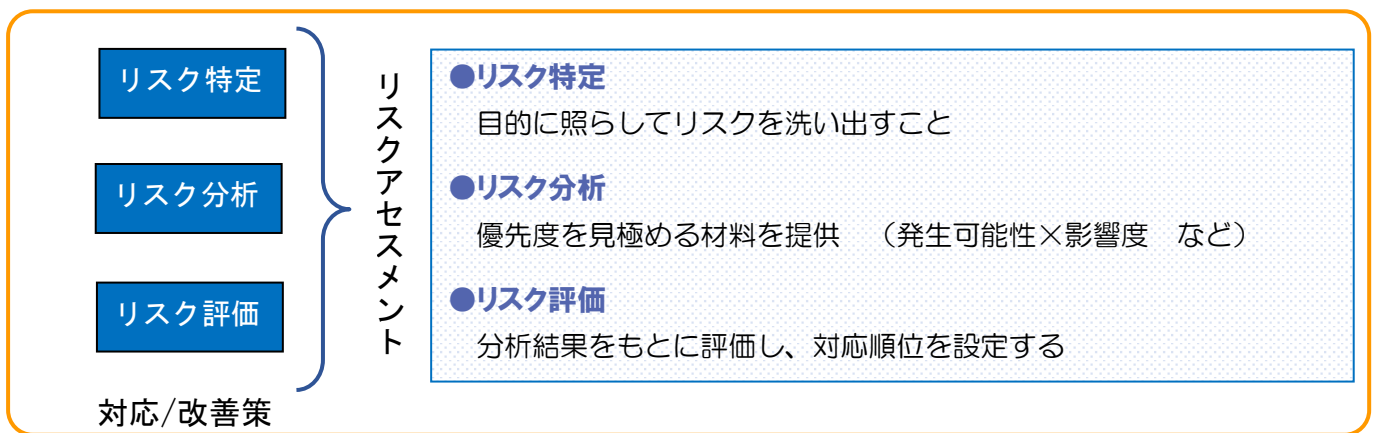 リスク特定
リスク分析
リスク評価
対応/改善策
リスクアセスメント
●リスク特定
目的に照らしてリスクを洗い出すこと
●リスク分析
優先度を見極める材料を提供　（発生可能性×影響度　など）
●リスク評価
分析結果をもとに評価し、対応順位を設定する